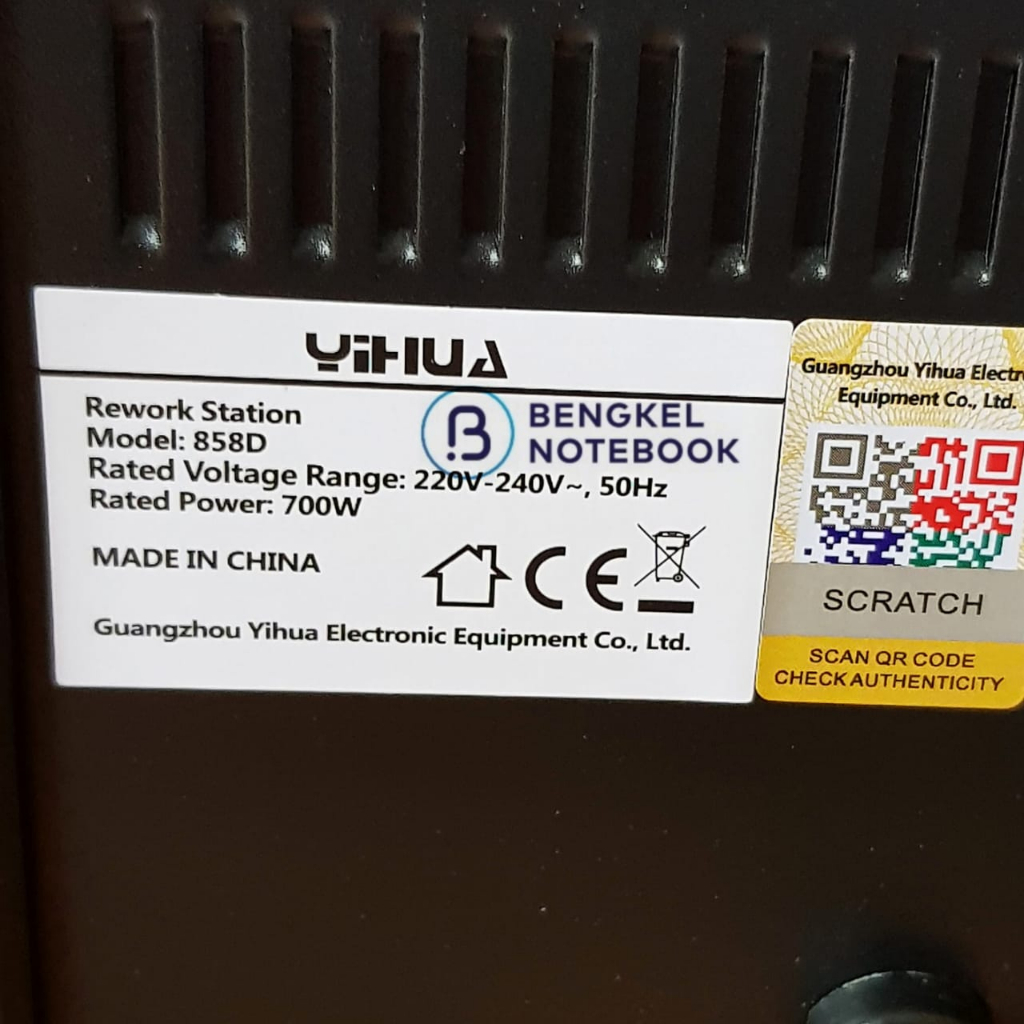 YiHUA
Rework Station
Model: 858D
Rated Voltage Range: 220V-240V~, 50Hz
Rated Power: 700W
MADE IN CHINA
CE
Guangzhou Yihua Electronic Equipment Co., Ltd.
BENGKEL
NOTEBOOK
Guangzhou Yihua Electr
Equipment Co., Ltd.
SCRATCH
SCAN QR CODE
CHECK AUTHENTICITY